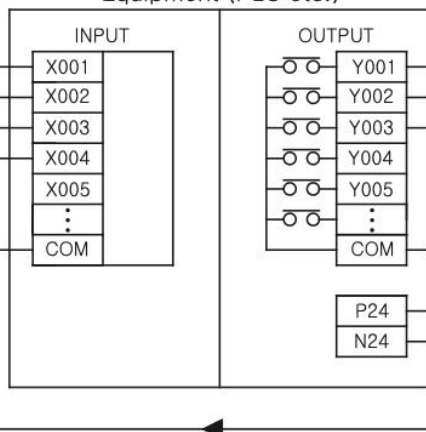 INPUT
X001
X002
X003
X004
X005
COM
OUTPUT
Y001
Y002
Y003
Y004
Y005
COM
P24
N24